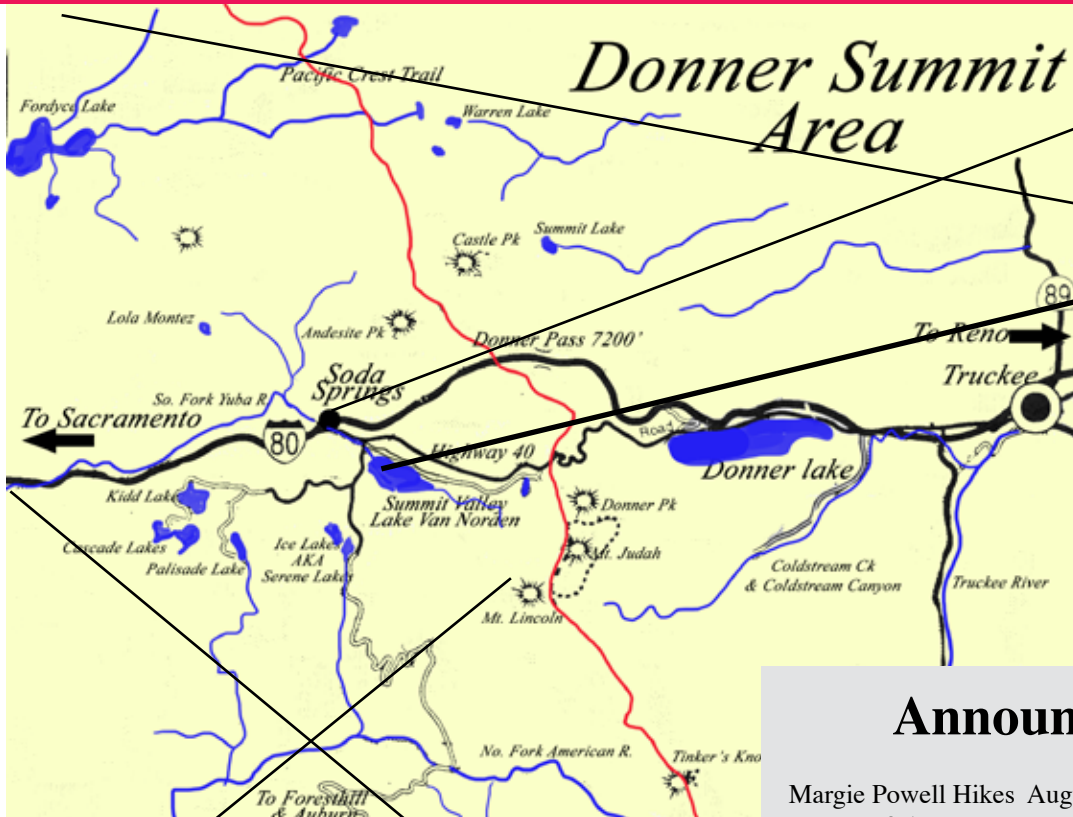 Donner Summit
Area
Pacific Crest Trail
Fordyce Lake
Warren Lake
Castle Pk
Summit Lake
Lola Montez
Andesite Pk
Donner Pass 7200'
89
To Reno
Truckee
Soda
Springs
So. Fork Yuba R.
To Sacramento
80
Highway 40
Road
Donner lake
Kidd Lake
Summit Valley
Lake Van Norden
Donner Pk
Cascade Lakes
Palisade Lake
Ice Lakes
AKA
Serene Lakes
Mt. Judah
Coldstream Ck
& Coldstream Canyon
Truckee River
Mt. Lincoln
No. Fork American R.
Tinker's Kno
To Foresthill
& Auburn
Announ
Margie Powell Hikes Aug